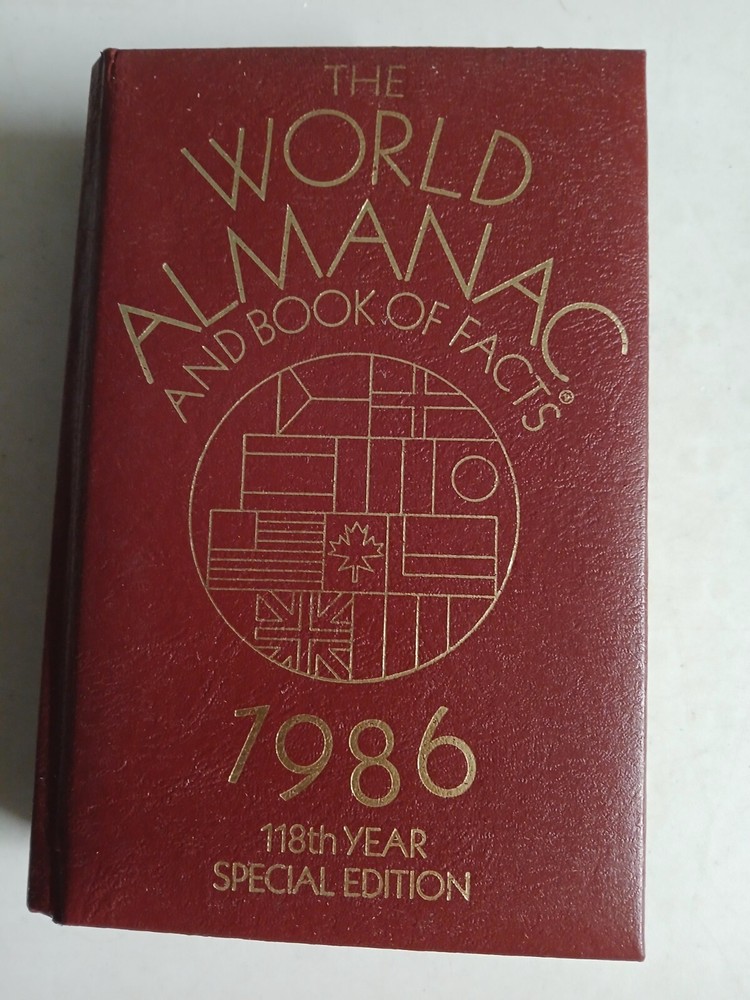 THE
WORLD
ALMANAC
AND BOOK OF FACTS®
1986
118th YEAR
SPECIAL EDITION